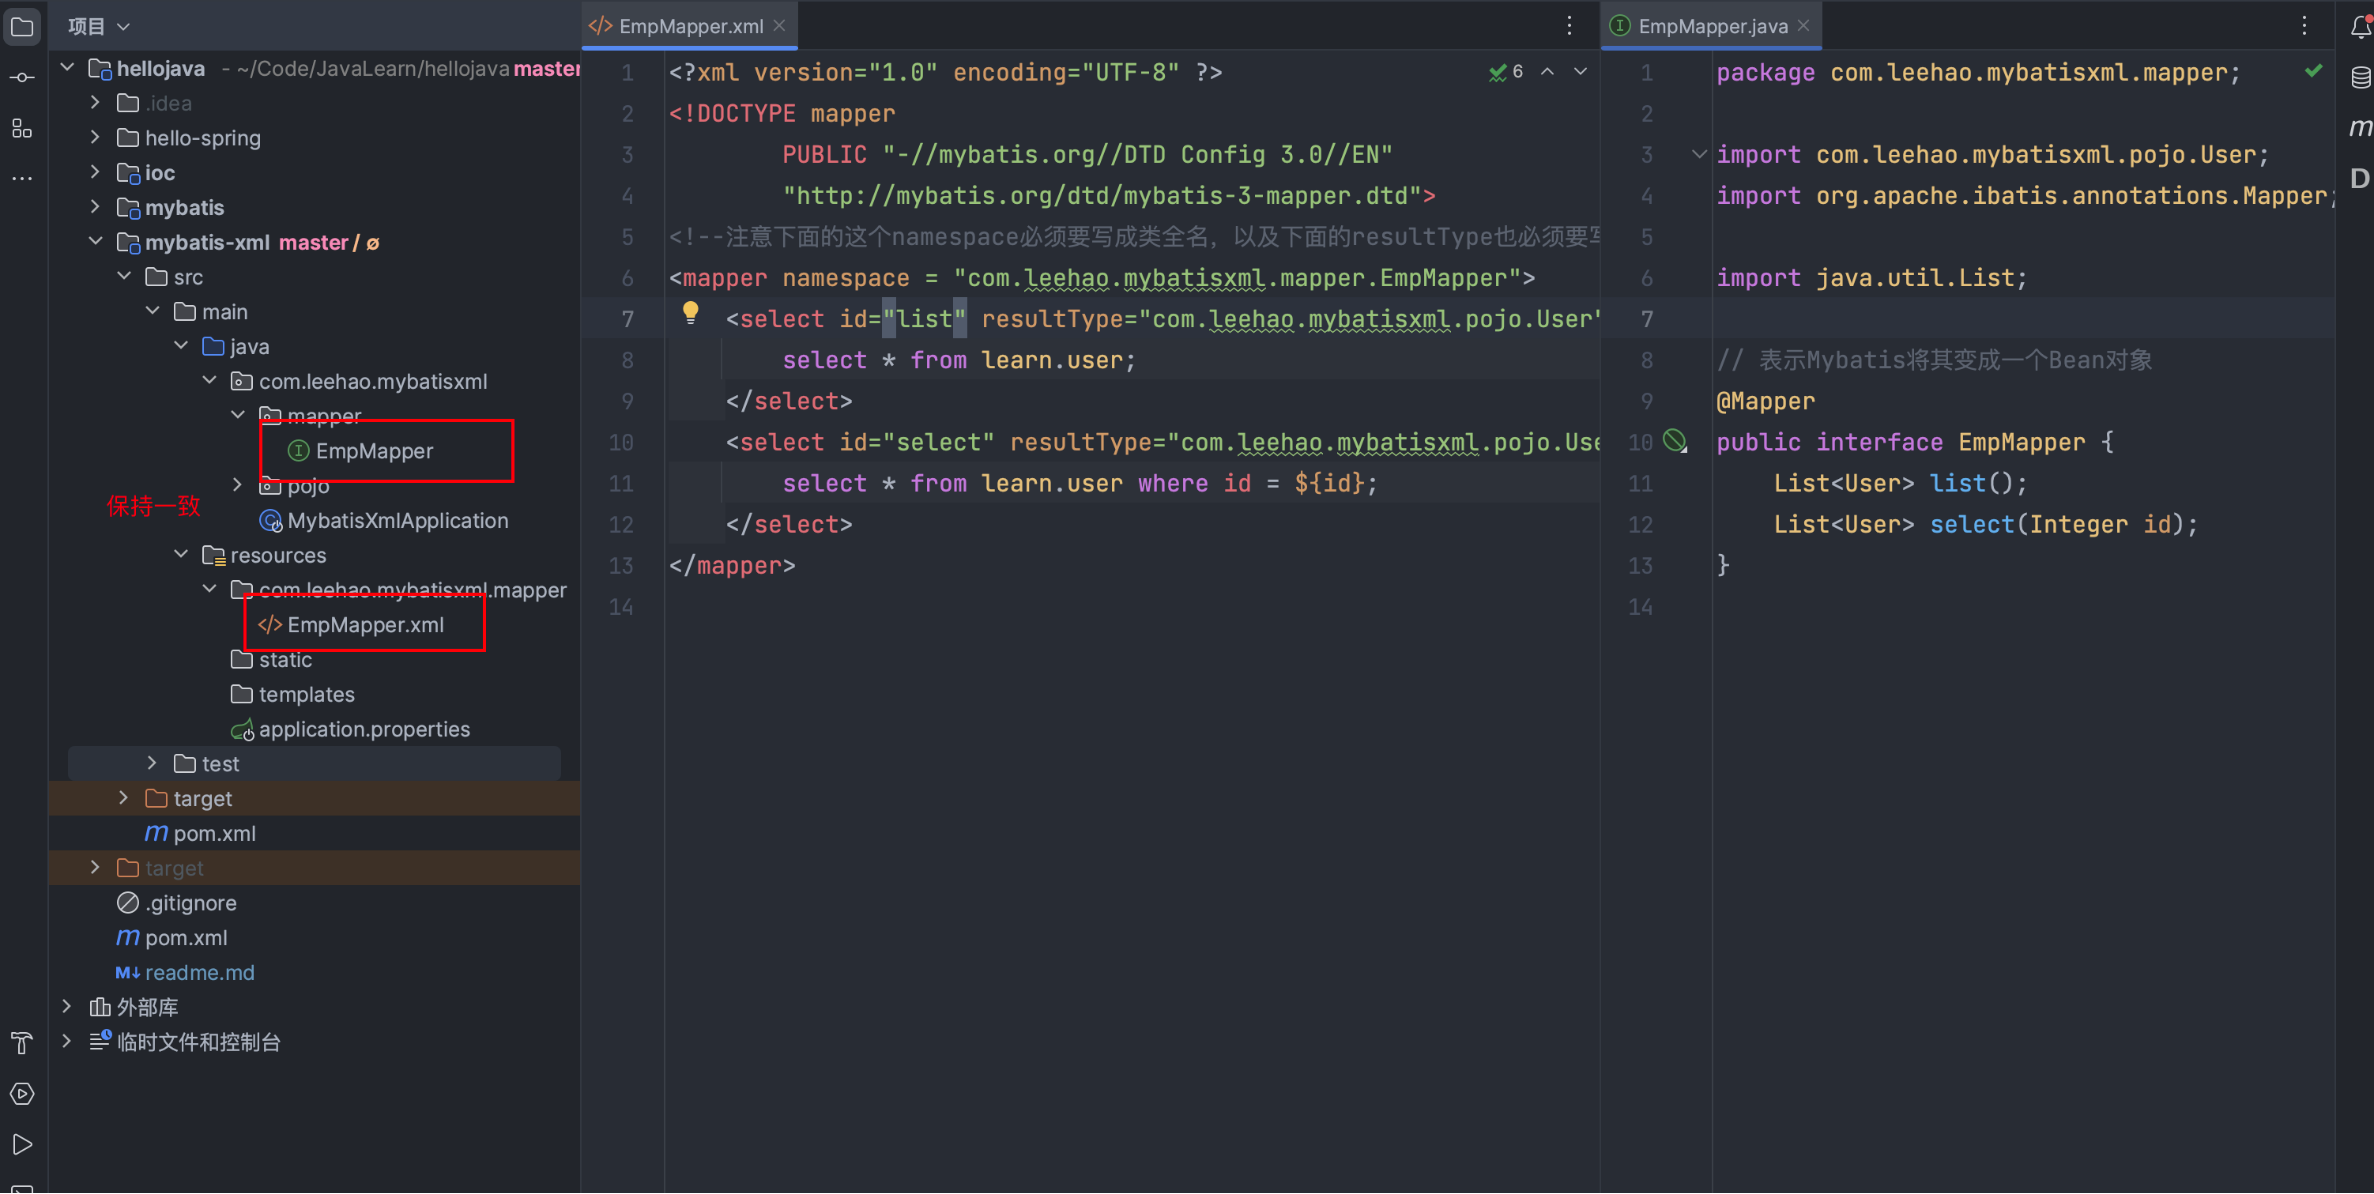 项目
hellojava - ~/Code/JavaLearn/hellojava master
.idea
hello-spring
ioc
mybatis
mybatis-xml master / ø
src
main
java
com.leehao.mybatisxml
mapper
EmpMapper
pojo
保持一致
MybatisXmlApplication
resources
com.leehao.mybatisxml.mapper
EmpMapper.xml
static
templates
application.properties
test
target
pom.xml
target
.gitignore
pom.xml
readme.md
外部库
临时文件和控制台
EmpMapper.xml
6
1 <?xml version="1.0" encoding="UTF-8" ?>
2 <!DOCTYPE mapper
3 PUBLIC "-//mybatis.org//DTD Config 3.0//EN"
4 "http://mybatis.org/dtd/mybatis-3-mapper.dtd">
5 <!--注意下面的这个namespace必须要写成类全名，以及下面的resultType也必须要写
6 <mapper namespace = "com.leehao.mybatisxml.mapper.EmpMapper">
7 <select id="list" resultType="com.leehao.mybatisxml.pojo.User"
8 select * from learn.user;
9 </select>
10 <select id="select" resultType="com.leehao.mybatisxml.pojo.Use
11 select * from learn.user where id = ${id};
12 </select>
13 </mapper>
14
EmpMapper.java
1 package com.leehao.mybatisxml.mapper;
2
3 import com.leehao.mybatisxml.pojo.User;
4 import org.apache.ibatis.annotations.Mapper;
5
6 import java.util.List;
7
8 // 表示Mybatis将其变成一个Bean对象
9 @Mapper
10 public interface EmpMapper {
11 List<User> list();
12 List<User> select(Integer id);
13 }
14
m
D